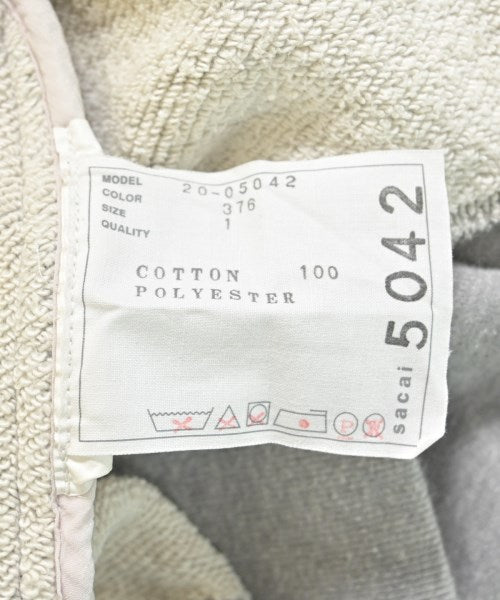 MODEL 20-05042
COLOR 376
SIZE 1
QUALITY
COTTON 100
POLYESTER
P
sacai 5042